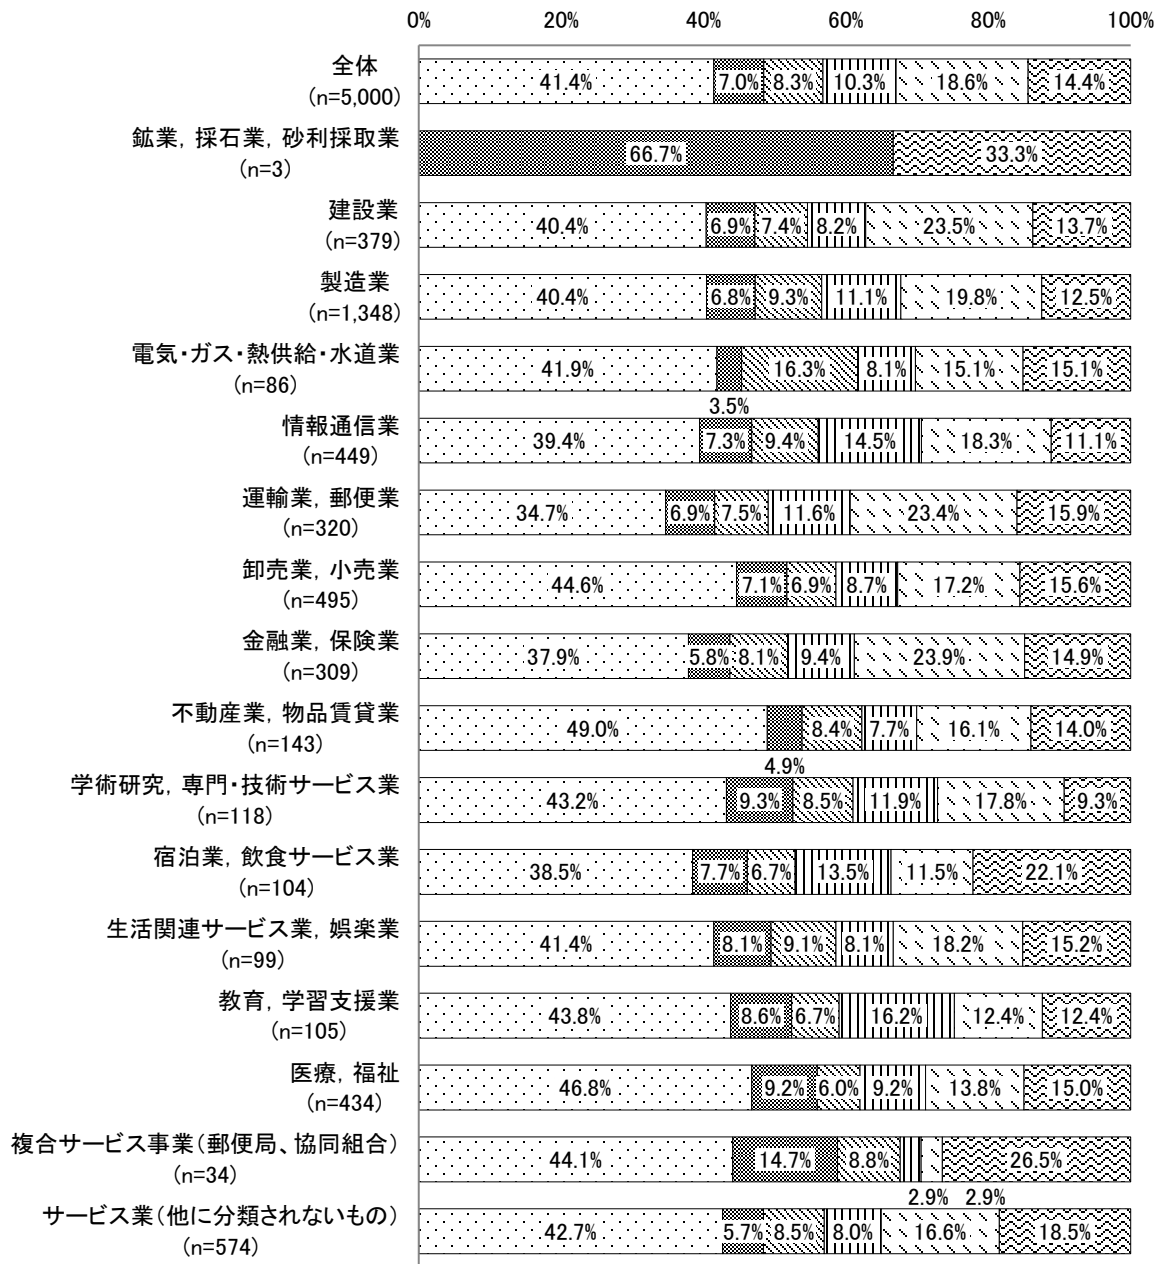 0% 20% 40% 60% 80% 100%
全体
(n=5,000)
41.4% 7.0% 8.3% 10.3% 18.6% 14.4%
鉱業，採石業，砂利採取業
(n=3)
66.7% 33.3%
建設業
(n=379)
40.4% 6.9% 7.4% 8.2% 23.5% 13.7%
製造業
(n=1,348)
40.4% 6.8% 9.3% 11.1% 19.8% 12.5%
電気・ガス・熱供給・水道業
(n=86)
41.9% 16.3% 8.1% 15.1% 15.1%
3.5%
情報通信業
(n=449)
39.4% 7.3% 9.4% 14.5% 18.3% 11.1%
運輸業，郵便業
(n=320)
34.7% 6.9% 7.5% 11.6% 23.4% 15.9%
卸売業，小売業
(n=495)
44.6% 7.1% 6.9% 8.7% 17.2% 15.6%
金融業，保険業
(n=309)
37.9% 5.8% 8.1% 9.4% 23.9% 14.9%
不動産業，物品賃貸業
(n=143)
49.0% 8.4% 7.7% 16.1% 14.0%
4.9%
学術研究，専門・技術サービス業
(n=118)
43.2% 9.3% 8.5% 11.9% 17.8% 9.3%
宿泊業，飲食サービス業
(n=104)
38.5% 7.7% 6.7% 13.5% 11.5% 22.1%
生活関連サービス業，娯楽業
(n=99)
41.4% 8.1% 9.1% 8.1% 18.2% 15.2%
教育，学習支援業
(n=105)
43.8% 8.6% 6.7% 16.2% 12.4% 12.4%
医療，福祉
(n=434)
46.8% 9.2% 6.0% 9.2% 13.8% 15.0%
複合サービス事業（郵便局、協同組合）
(n=34)
44.1% 14.7% 8.8% 26.5%
2.9% 2.9%
サービス業（他に分類されないもの）
(n=574)
42.7% 5.7% 8.5% 8.0% 16.6% 18.5%